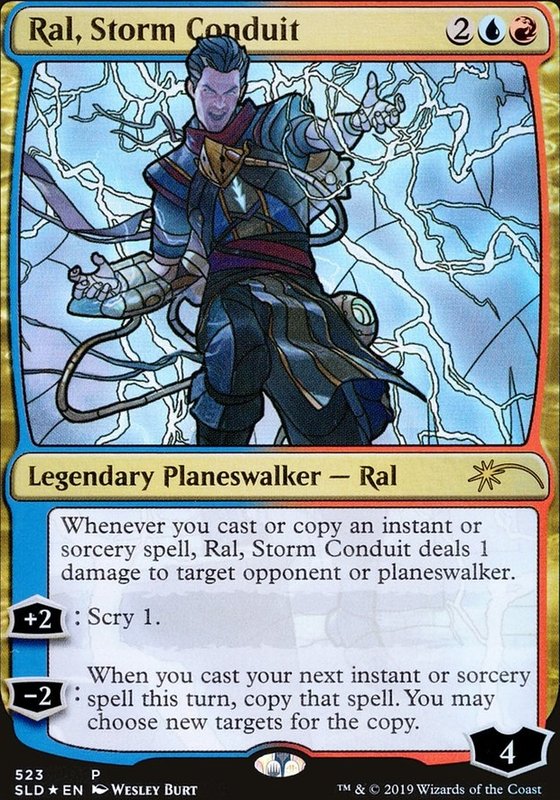 Ral, Storm Conduit 2
Legendary Planeswalker — Ral
Whenever you cast or copy an instant or
sorcery spell, Ral, Storm Conduit deals 1
damage to target opponent or planeswalker.
+2 : Scry 1.
When you cast your next instant or sorcery
-2 : spell this turn, copy that spell. You may
choose new targets for the copy.
4
523 P
SLD ★ EN Wesley Burt ™ & © 2019 Wizards of the Coast